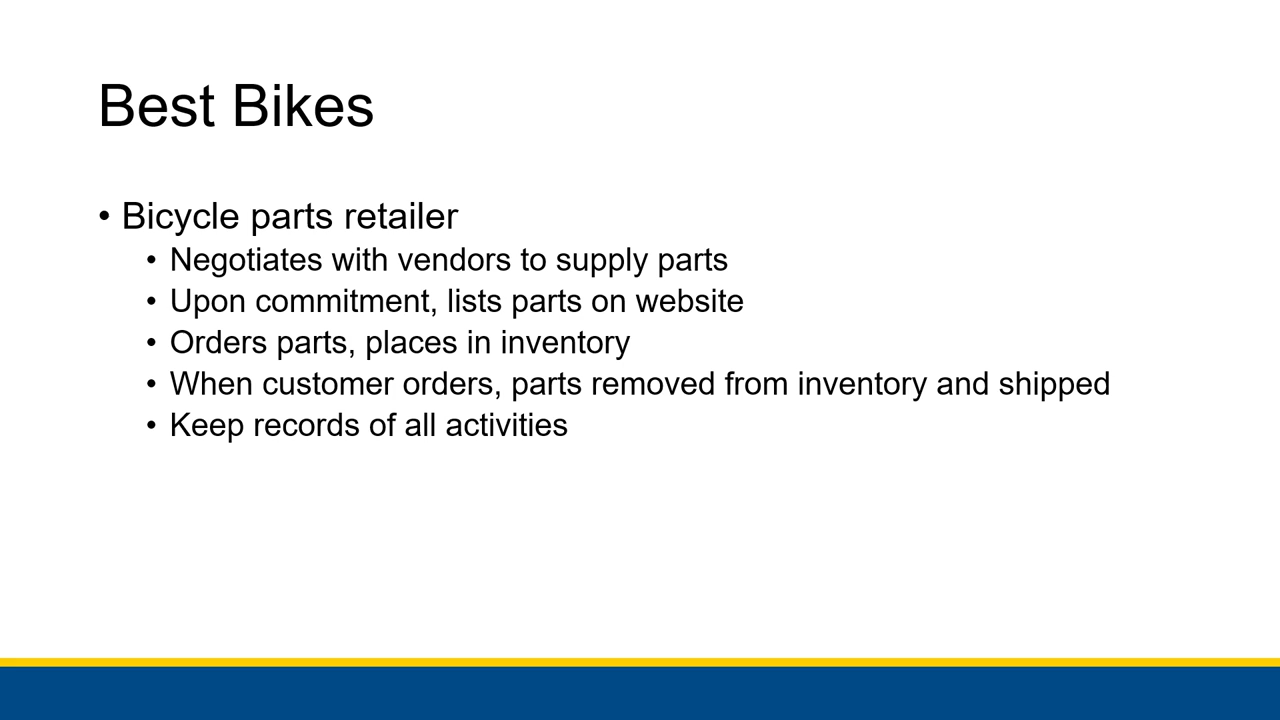 Best Bikes
• Bicycle parts retailer
• Negotiates with vendors to supply parts
• Upon commitment, lists parts on website
• Orders parts, places in inventory
• When customer orders, parts removed from inventory and shipped
• Keep records of all activities